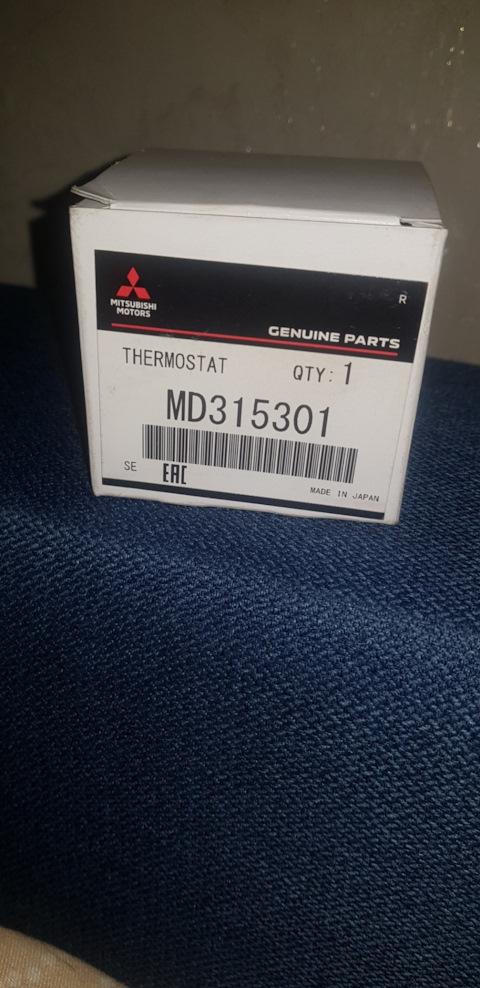 R
MITSUBISHI
MOTORS
GENUINE PARTS
THERMOSTAT QTY: 1
MD315301
SE EAC
MADE IN JAPAN